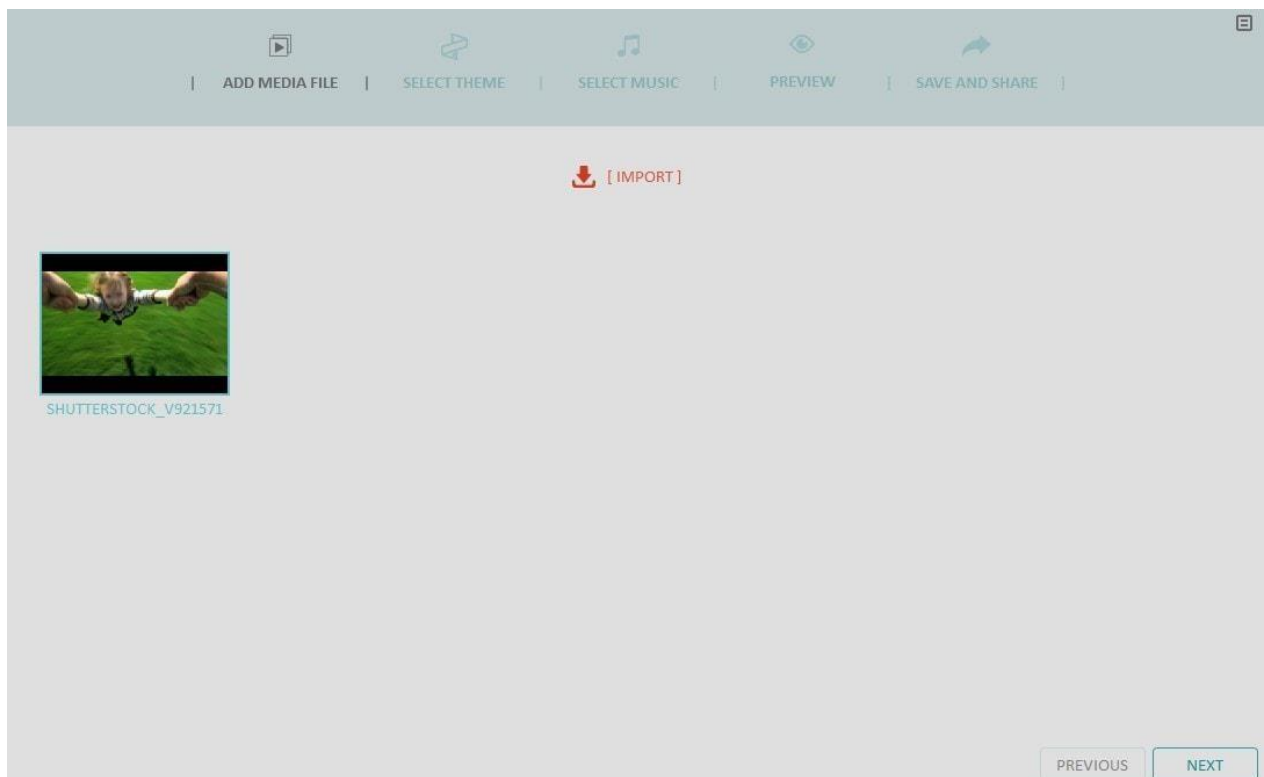 | ADD MEDIA FILE | SELECT THEME | SELECT MUSIC | PREVIEW | SAVE AND SHARE |
[ IMPORT ]
SHUTTERSTOCK_V921571
PREVIOUS NEXT